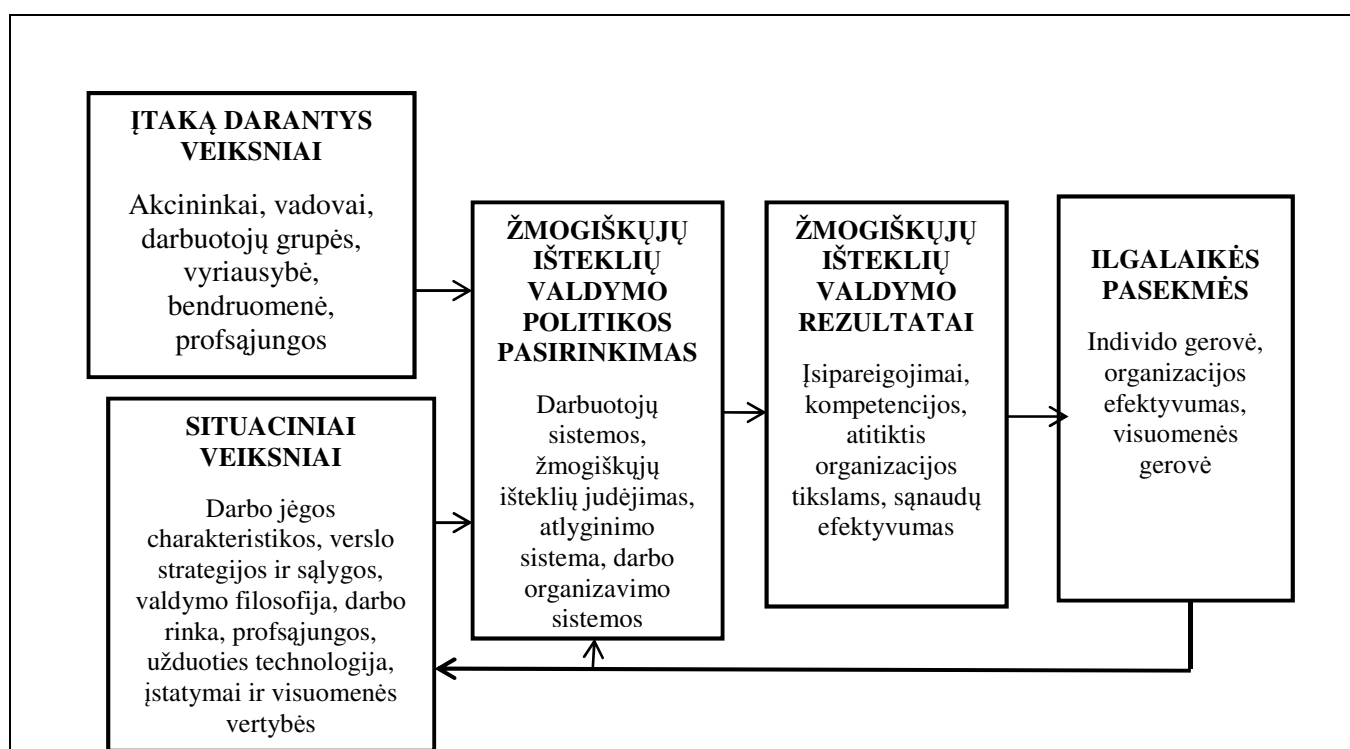 ĮTAKĄ DARANTYS
VEIKSNIAI
Akcininkai, vadovai,
darbuotojų grupės,
vyriausybė,
bendruomenė,
profsąjungos
SITUACINIAI
VEIKSNIAI
Darbo jėgos
charakteristikos, verslo
strategijos ir sąlygos,
valdymo filosofija, darbo
rinka, profsąjungos,
užduoties technologija,
įstatymai ir visuomenės
vertybės
ŽMOGIŠKŲJŲ
IŠTEKLIŲ
VALDYMO
POLITIKOS
PASIRINKIMAS
Darbuotojų
sistemos,
žmogiškųjų
išteklių judėjimas,
atlyginimo
sistema, darbo
organizavimo
sistemos
ŽMOGIŠKŲJŲ
IŠTEKLIŲ
VALDYMO
REZULTATAI
Įsipareigojimai,
kompetencijos,
atitiktis
organizacijos
tikslams, sąnaudų
efektyvumas
ILGALAIKĖS
PASEKMĖS
Individo gerovė,
organizacijos
efektyvumas,
visuomenės
gerovė